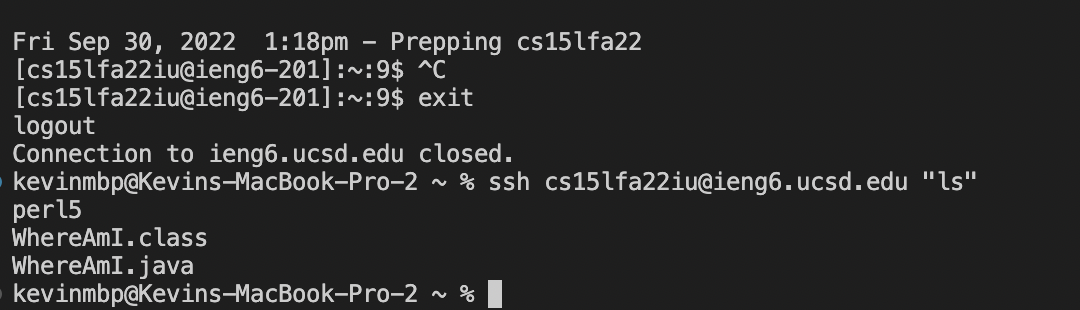 Fri Sep 30, 2022  1:18pm - Prepping cs15lfa22
[cs15lfa22iu@ieng6-201]:~:9$ ^C
[cs15lfa22iu@ieng6-201]:~:9$ exit
logout
Connection to ieng6.ucsd.edu closed.
kevinmbp@Kevins-MacBook-Pro-2 ~ % ssh cs15lfa22iu@ieng6.ucsd.edu "ls"
perl5
WhereAmI.class
WhereAmI.java
kevinmbp@Kevins-MacBook-Pro-2 ~ %